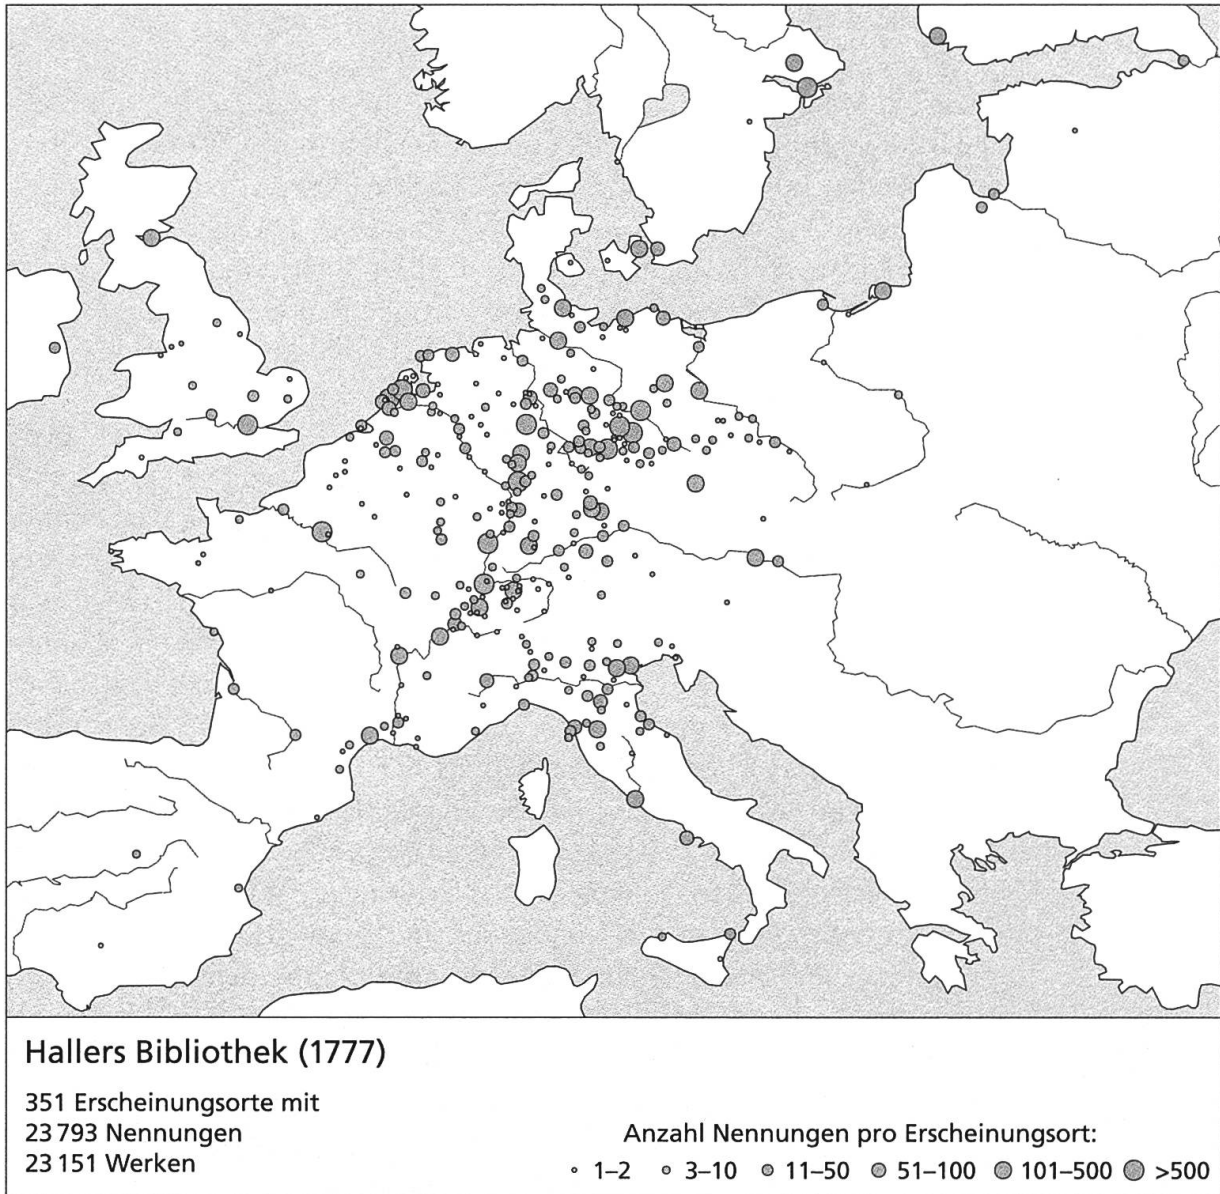 Hallers Bibliothek (1777)
351 Erscheinungsorte mit
23 793 Nennungen
23 151 Werken
Anzahl Nennungen pro Erscheinungsort:
1–2 3–10 11–50 51–100 101–500 >500